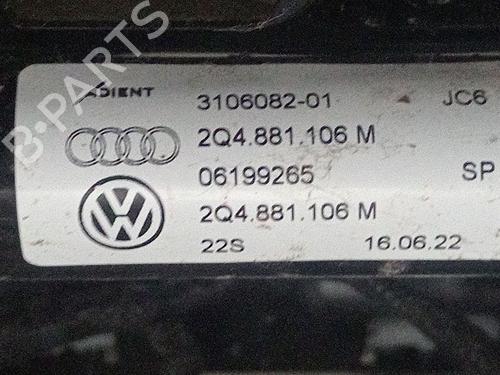 ADIENT
3106082-01 JC6
2Q4.881.106 M
06199265 SP
2Q4.881.106 M
22S 16.06.22
B-PARTS